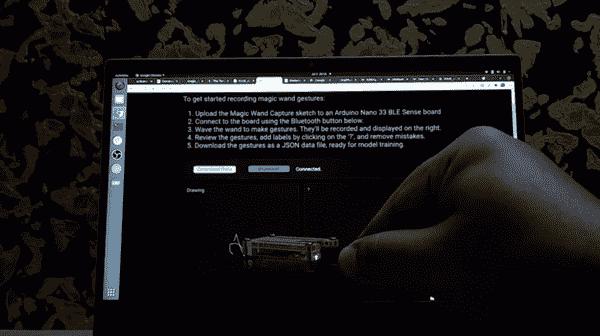 To get started recording magic wand gestures:
1. Upload the Magic Wand Capture sketch to an Arduino Nano 33 BLE Sense board
2. Connect to the board using the Bluetooth button below.
3. Wave the wand to make gestures. They'll be recorded and displayed on the right.
4. Review the gestures, add labels by clicking on the '?', and remove mistakes.
5. Download the gestures as a JSON data file, ready for model training.
Download Data
Bluetooth
Connected.
Drawing
?